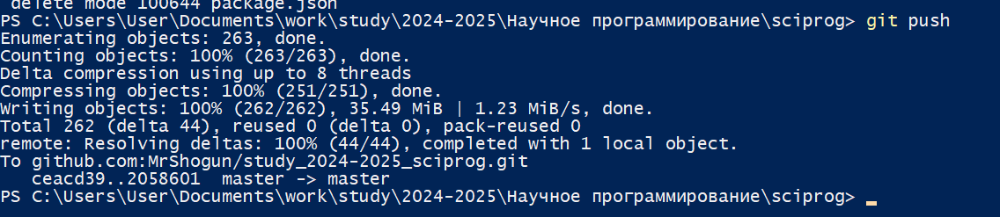 delete mode 100644 package.json
PS C:\Users\User\Documents\work\study\2024-2025\Научное программирование\sciprog> git push
Enumerating objects: 263, done.
Counting objects: 100% (263/263), done.
Delta compression using up to 8 threads
Compressing objects: 100% (251/251), done.
Writing objects: 100% (262/262), 35.49 MiB | 1.23 MiB/s, done.
Total 262 (delta 44), reused 0 (delta 0), pack-reused 0
remote: Resolving deltas: 100% (44/44), completed with 1 local object.
To github.com:MrShogun/study_2024-2025_sciprog.git
   ceacd39..2058601  master -> master
PS C:\Users\User\Documents\work\study\2024-2025\Научное программирование\sciprog>